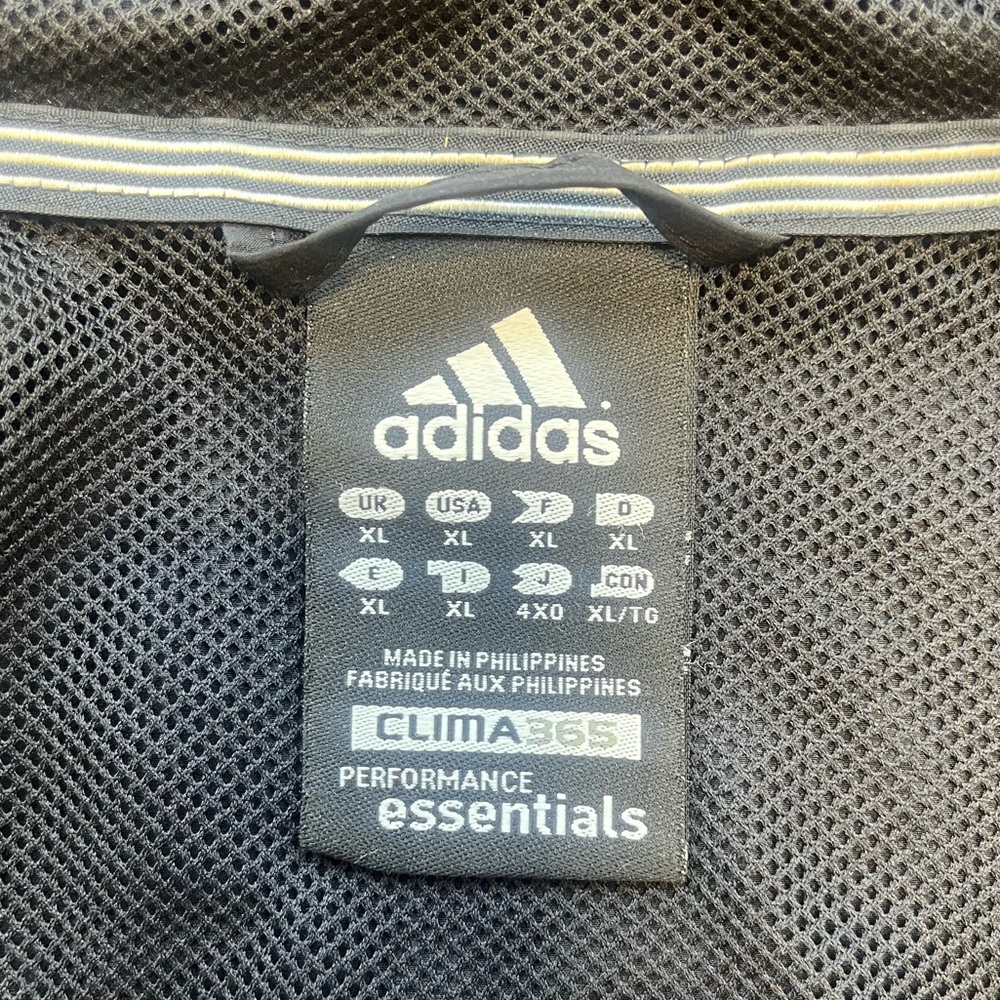 adidas
UK USA F D
XL XL XL XL
E I J CDN
XL XL 4XO XL/TG
MADE IN PHILIPPINES
FABRIQUÉ AUX PHILIPPINES
CLIMA365
PERFORMANCE
essentials